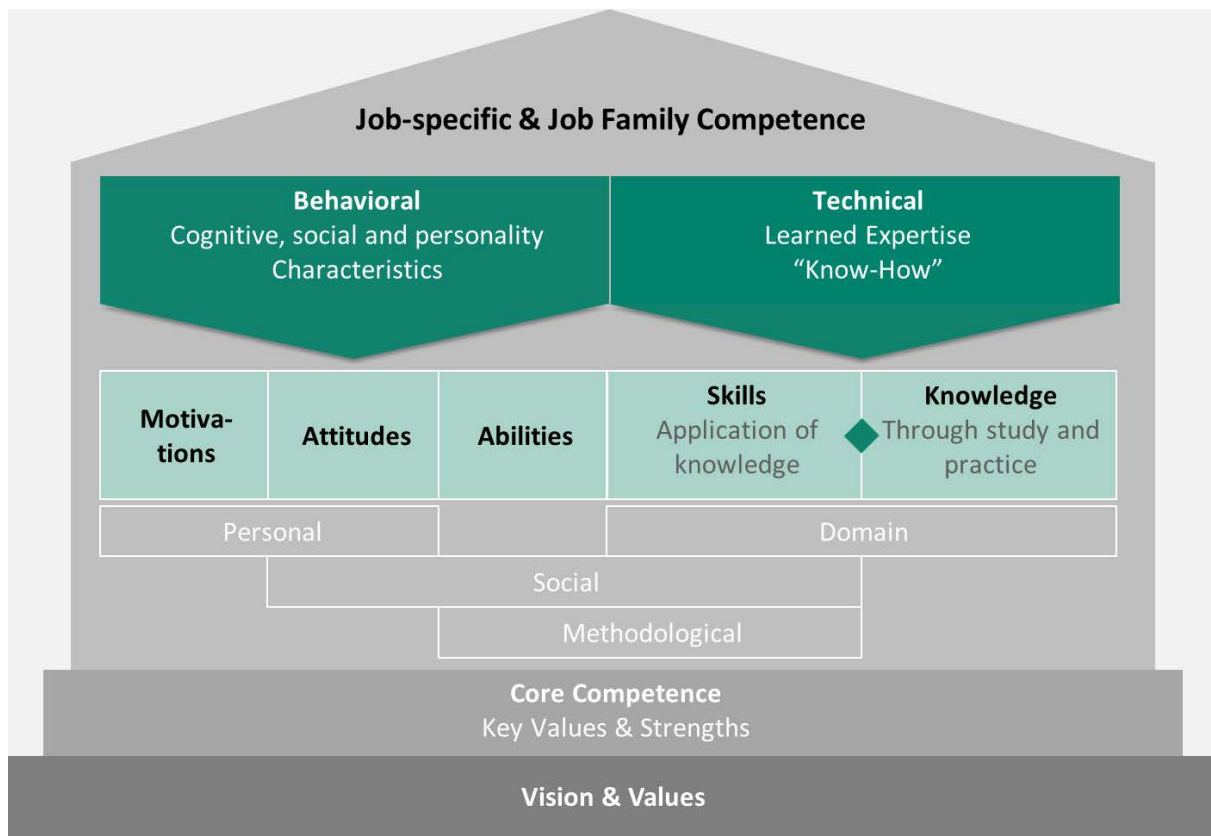 Job-specific & Job Family Competence
Behavioral
Cognitive, social and personality
Characteristics
Technical
Learned Expertise
“Know-How”
Motiva-
tions
Attitudes
Abilities
Skills
Application of
knowledge
Knowledge
Through study and
practice
Personal
Domain
Social
Methodological
Core Competence
Key Values & Strengths
Vision & Values